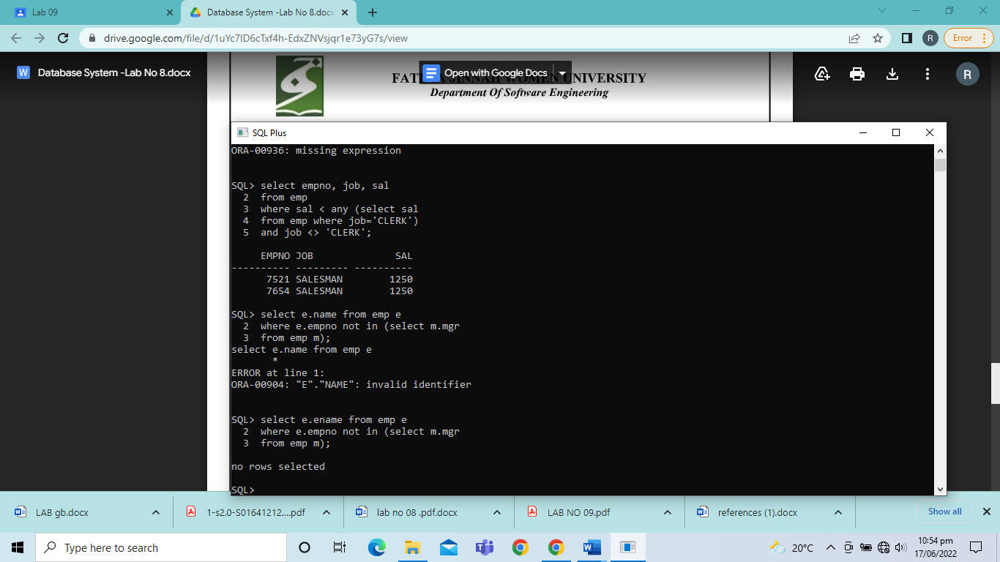 Lab 09
Database System -Lab No 8.docx
drive.google.com/file/d/1uYc7ID6cTxf4h-EdxZNVsjqr1e73yG7s/view
R
Error
W
Database System -Lab No 8.docx
Open with Google Docs
UNIVERSITY
Department Of Software Engineering
R
SQL Plus
ORA-00936: missing expression
SQL> select empno, job, sal
2 from emp
3 where sal < any (select sal
4 from emp where job='CLERK')
5 and job <> 'CLERK';
EMPNO JOB SAL
---------- --------- ----------
7521 SALESMAN 1250
7654 SALESMAN 1250
SQL> select e.name from emp e
2 where e.empno not in (select m.mgr
3 from emp m);
select e.name from emp e
*
ERROR at line 1:
ORA-00904: "E"."NAME": invalid identifier
SQL> select e.ename from emp e
2 where e.empno not in (select m.mgr
3 from emp m);
no rows selected
SQL>
LAB gb.docx
1-s2.0-S01641212....pdf
lab no 08 .pdf.docx
LAB NO 09.pdf
references (1).docx
Show all
Type here to search
20°C
10:54 pm
17/06/2022